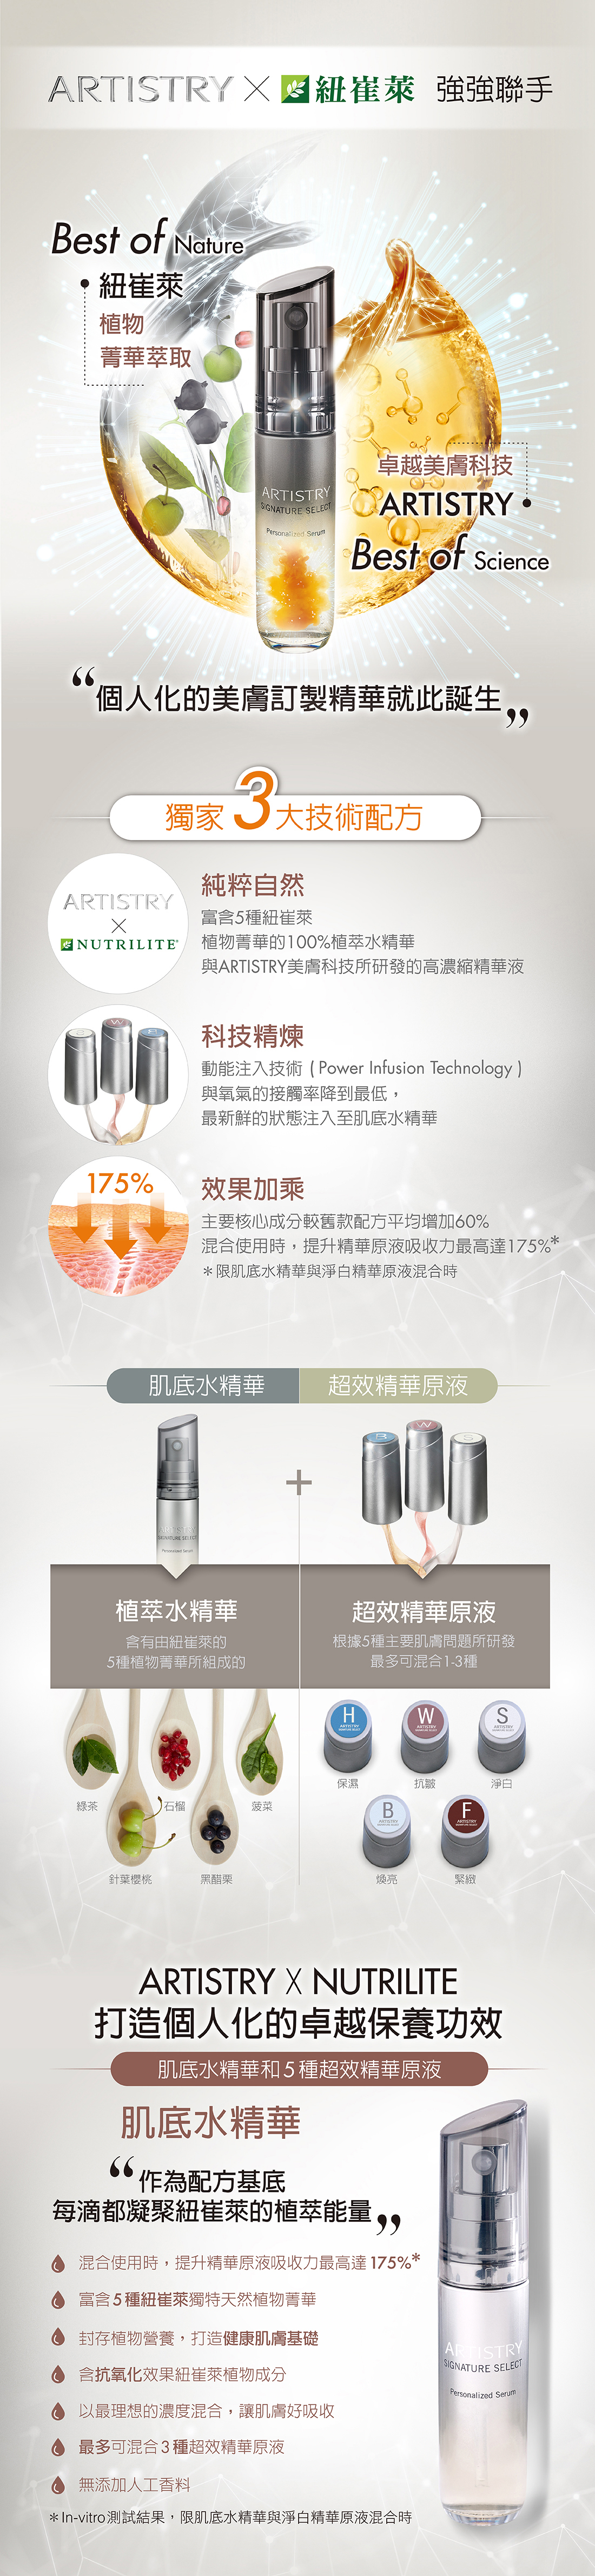 ARTISTRY X 紐崔萊 強強聯手
Best of Nature
紐崔萊
植物
菁華萃取
卓越美膚科技
ARTISTRY
Best of Science
ARTISTRY
SIGNATURE SELECT
Personalized Serum
“個人化的美膚訂製精華就此誕生”
獨家3大技術配方
ARTISTRY
X
NUTRILITE®
純粹自然
富含5種紐崔萊
植物菁華的100%植萃水精華
與ARTISTRY美膚科技所研發的高濃縮精華液
S W F
科技精煉
動能注入技術 ( Power Infusion Technology )
與氧氣的接觸率降到最低，
最新鮮的狀態注入至肌底水精華
175%
效果加乘
主要核心成分較舊款配方平均增加60%
混合使用時，提升精華原液吸收力最高達175%*
＊限肌底水精華與淨白精華原液混合時
肌底水精華
超效精華原液
ARTISTRY
SIGNATURE SELECT
Personalized Serum
+
B W S
植萃水精華
含有由紐崔萊的
5種植物菁華所組成的
超效精華原液
根據5種主要肌膚問題所研發
最多可混合1-3種
綠茶
石榴
菠菜
針葉櫻桃
黑醋栗
H
ARTISTRY
SIGNATURE SELECT
W
ARTISTRY
SIGNATURE SELECT
S
ARTISTRY
SIGNATURE SELECT
保濕
抗皺
淨白
B
ARTISTRY
SIGNATURE SELECT
F
ARTISTRY
SIGNATURE SELECT
煥亮
緊緻
ARTISTRY X NUTRILITE
打造個人化的卓越保養功效
肌底水精華和5種超效精華原液
肌底水精華
“作為配方基底
每滴都凝聚紐崔萊的植萃能量”
混合使用時，提升精華原液吸收力最高達175%*
富含5種紐崔萊獨特天然植物菁華
封存植物營養，打造健康肌膚基礎
含抗氧化效果紐崔萊植物成分
以最理想的濃度混合，讓肌膚好吸收
最多可混合3種超效精華原液
無添加人工香料
＊In-vitro測試結果，限肌底水精華與淨白精華原液混合時
ARTISTRY
SIGNATURE SELECT
Personalized Serum